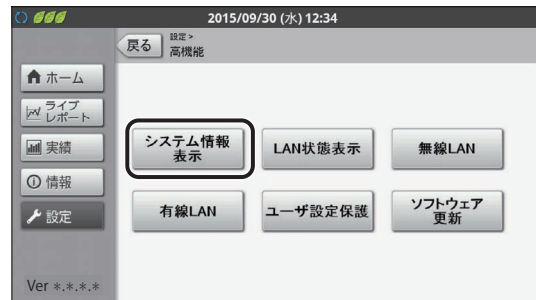 2015/09/30 (水) 12:34
戻る
設定 >
高機能
ホーム
ライブ
レポート
実績
情報
設定
システム情報
表示
LAN状態表示
無線LAN
有線LAN
ユーザ設定保護
ソフトウェア
更新
Ver *.*.*.*